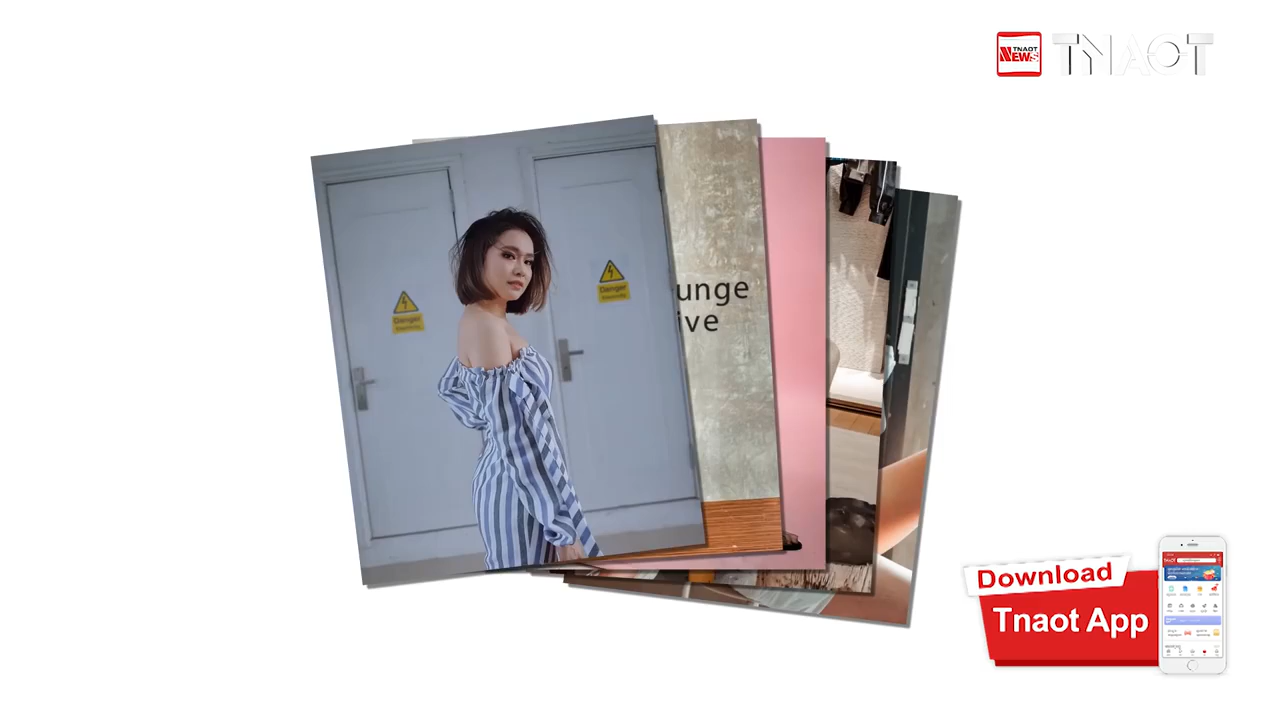 TNAOT
NEWS
TNAOT
Danger
Danger
unge
ive
Download
Tnaot App